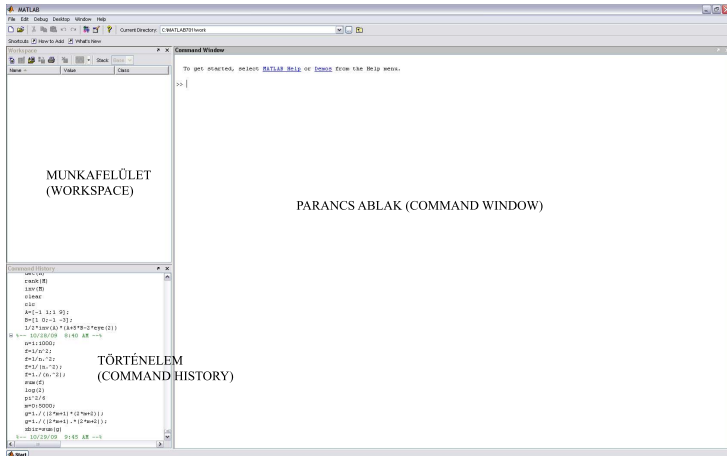 MATLAB
File Edit Debug Desktop Window Help
Current Directory: C:\MATLAB701\work
Shortcuts How to Add What's New
Workspace
Stack: Base
Name Value Class
MUNKAFELÜLET
(WORKSPACE)
Command History
det(A)
rank(M)
inv(M)
clear
clc
A=[-1 1;1 9];
B=[1 0;-1 -3];
1/2*inv(A)*(A+5*B-2*eye(2))
%-- 10/28/09 8:40 AM --%
n=1:1000;
f=1/n^2;
f=1/n.^2;
f=1/(n.^2);
f=1./(n.^2);
sum(f)
log(2)
pi^2/6
m=0:5000;
g=1./((2*m+1)*(2*m+2));
g=1./((2*m+1).*(2*m+2));
zbir=sum(g)
%-- 10/29/09 9:45 AM --%
TÖRTÉNELEM
(COMMAND HISTORY)
Start
Command Window
To get started, select MATLAB Help or Demos from the Help menu.
>>
PARANCS ABLAK (COMMAND WINDOW)